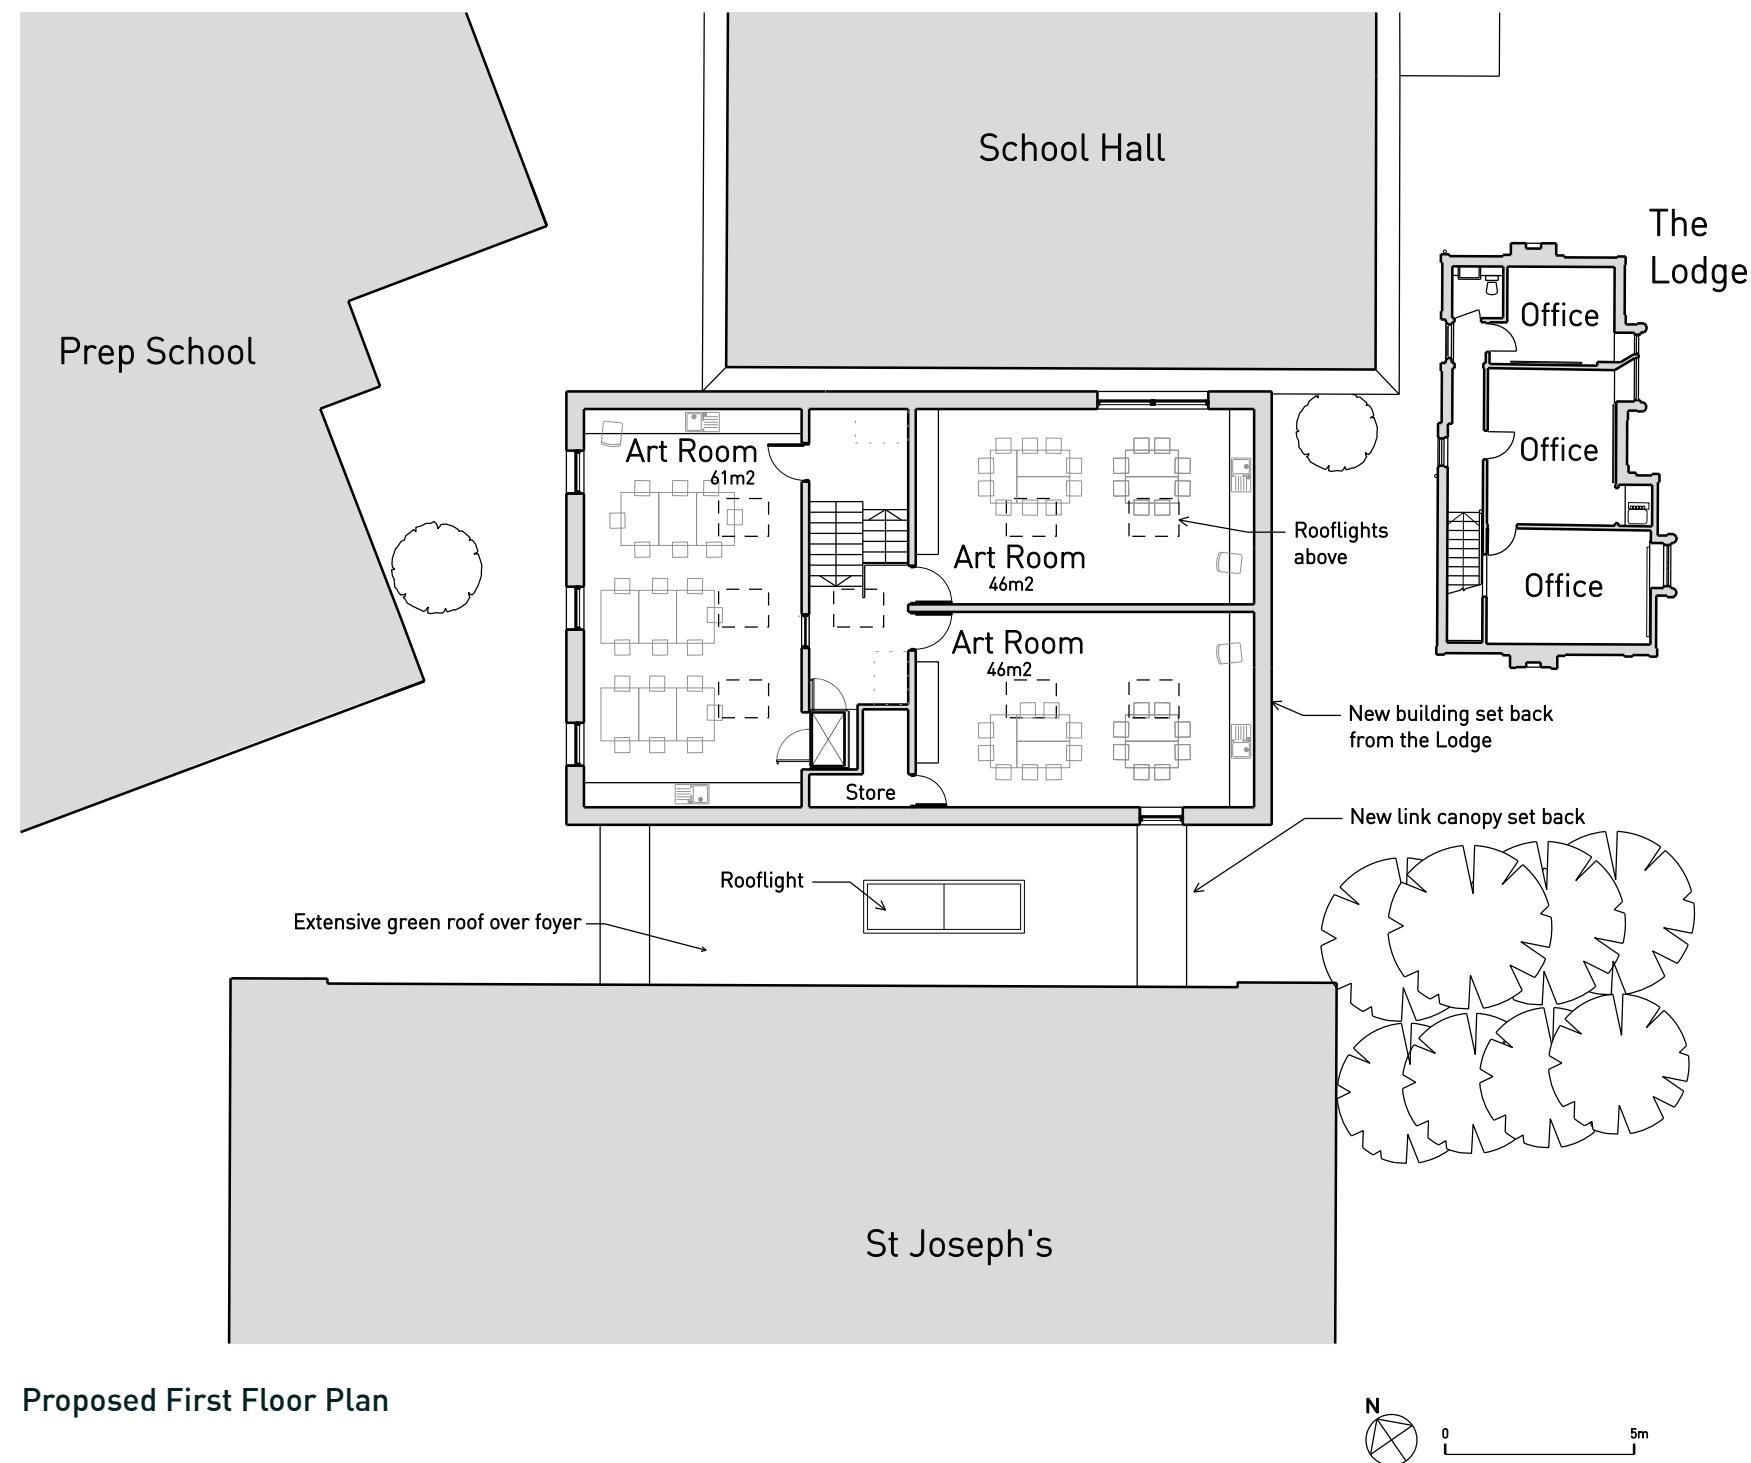 School Hall
The
Lodge
Prep School
Office
Office
Office
Art Room
61m2
Art Room
46m2
Rooflights
above
Art Room
46m2
New building set back
from the Lodge
Store
New link canopy set back
Rooflight
Extensive green roof over foyer
St Joseph's
Proposed First Floor Plan
N
0 5m